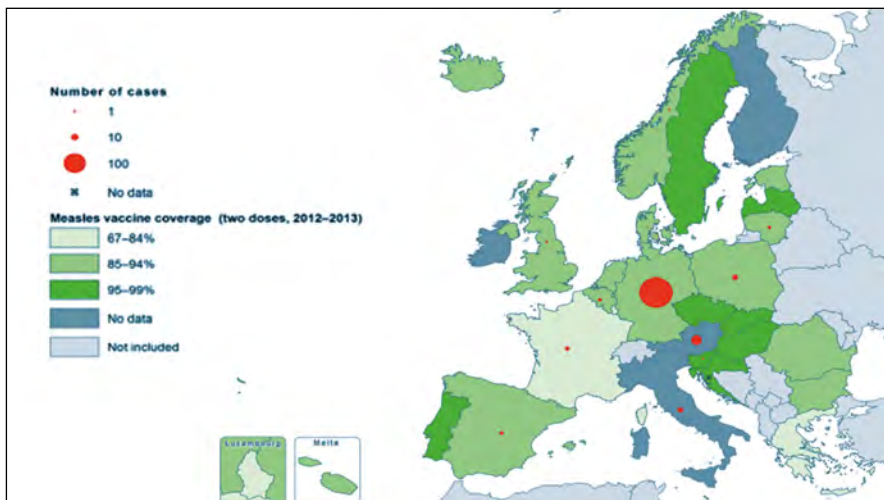 Number of cases
1
10
100
No data
Measles vaccine coverage (two doses, 2012–2013)
67–84%
85–94%
95–99%
No data
Not included
Luxembourg
Malta